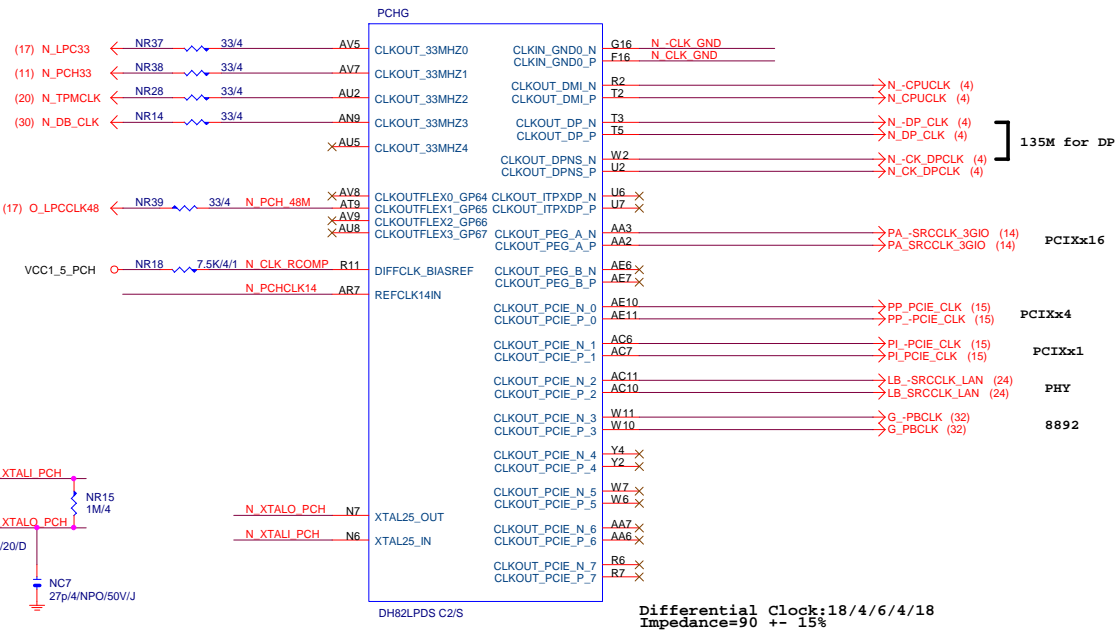 PCHG
(17) N_LPC33 NR37 33/4 AV5 CLKOUT_33MHZ0
(11) N_PCH33 NR38 33/4 AV7 CLKOUT_33MHZ1
(20) N_TPMCLK NR28 33/4 AU2 CLKOUT_33MHZ2
(30) N_DB_CLK NR14 33/4 AN9 CLKOUT_33MHZ3
AU5 CLKOUT_33MHZ4
AV8 CLKOUTFLEX0_GP64
(17) O_LPCCLK48 NR39 33/4 N_PCH_48M AT9 CLKOUTFLEX1_GP65
AV9 CLKOUTFLEX2_GP66
AU8 CLKOUTFLEX3_GP67
VCC1_5_PCH NR18 7.5K/4/1 N_CLK_RCOMP R11 DIFFCLK_BIASREF
N_PCHCLK14 AR7 REFCLK14IN
N_XTALO_PCH N7 XTAL25_OUT
N_XTALI_PCH N6 XTAL25_IN
CLKIN_GND0_N G16 N_-CLK_GND
CLKIN_GND0_P F16 N_CLK_GND
CLKOUT_DMI_N R2 N_-CPUCLK (4)
CLKOUT_DMI_P T2 N_CPUCLK (4)
CLKOUT_DP_N T3 N_-DP_CLK (4)
CLKOUT_DP_P T5 N_DP_CLK (4)
135M for DP
CLKOUT_DPNS_N W2 N_-CK_DPCLK (4)
CLKOUT_DPNS_P U2 N_CK_DPCLK (4)
CLKOUT_ITPXDP_N U6
CLKOUT_ITPXDP_P U7
CLKOUT_PEG_A_N AA3 PA_-SRCCLK_3GIO (14)
CLKOUT_PEG_A_P AA2 PA_SRCCLK_3GIO (14)
PCIXx16
CLKOUT_PEG_B_N AE6
CLKOUT_PEG_B_P AE7
CLKOUT_PCIE_N_0 AE10 PP_PCIE_CLK (15)
CLKOUT_PCIE_P_0 AE11 PP_-PCIE_CLK (15)
PCIXx4
CLKOUT_PCIE_N_1 AC6 PI_-PCIE_CLK (15)
CLKOUT_PCIE_P_1 AC7 PI_PCIE_CLK (15)
PCIXx1
CLKOUT_PCIE_N_2 AC11 LB_-SRCCLK_LAN (24)
CLKOUT_PCIE_P_2 AC10 LB_SRCCLK_LAN (24)
PHY
CLKOUT_PCIE_N_3 W11 G_-PBCLK (32)
CLKOUT_PCIE_P_3 W10 G_PBCLK (32)
8892
CLKOUT_PCIE_N_4 Y4
CLKOUT_PCIE_P_4 Y2
CLKOUT_PCIE_N_5 W7
CLKOUT_PCIE_P_5 W6
CLKOUT_PCIE_N_6 AA7
CLKOUT_PCIE_P_6 AA6
CLKOUT_PCIE_N_7 R6
CLKOUT_PCIE_P_7 R7
XTALI_PCH
NR15
1M/4
XTALO_PCH
/20/D
NC7
27p/4/NPO/50V/J
DH82LPDS C2/S
Differential Clock:18/4/6/4/18
Impedance=90 +- 15%